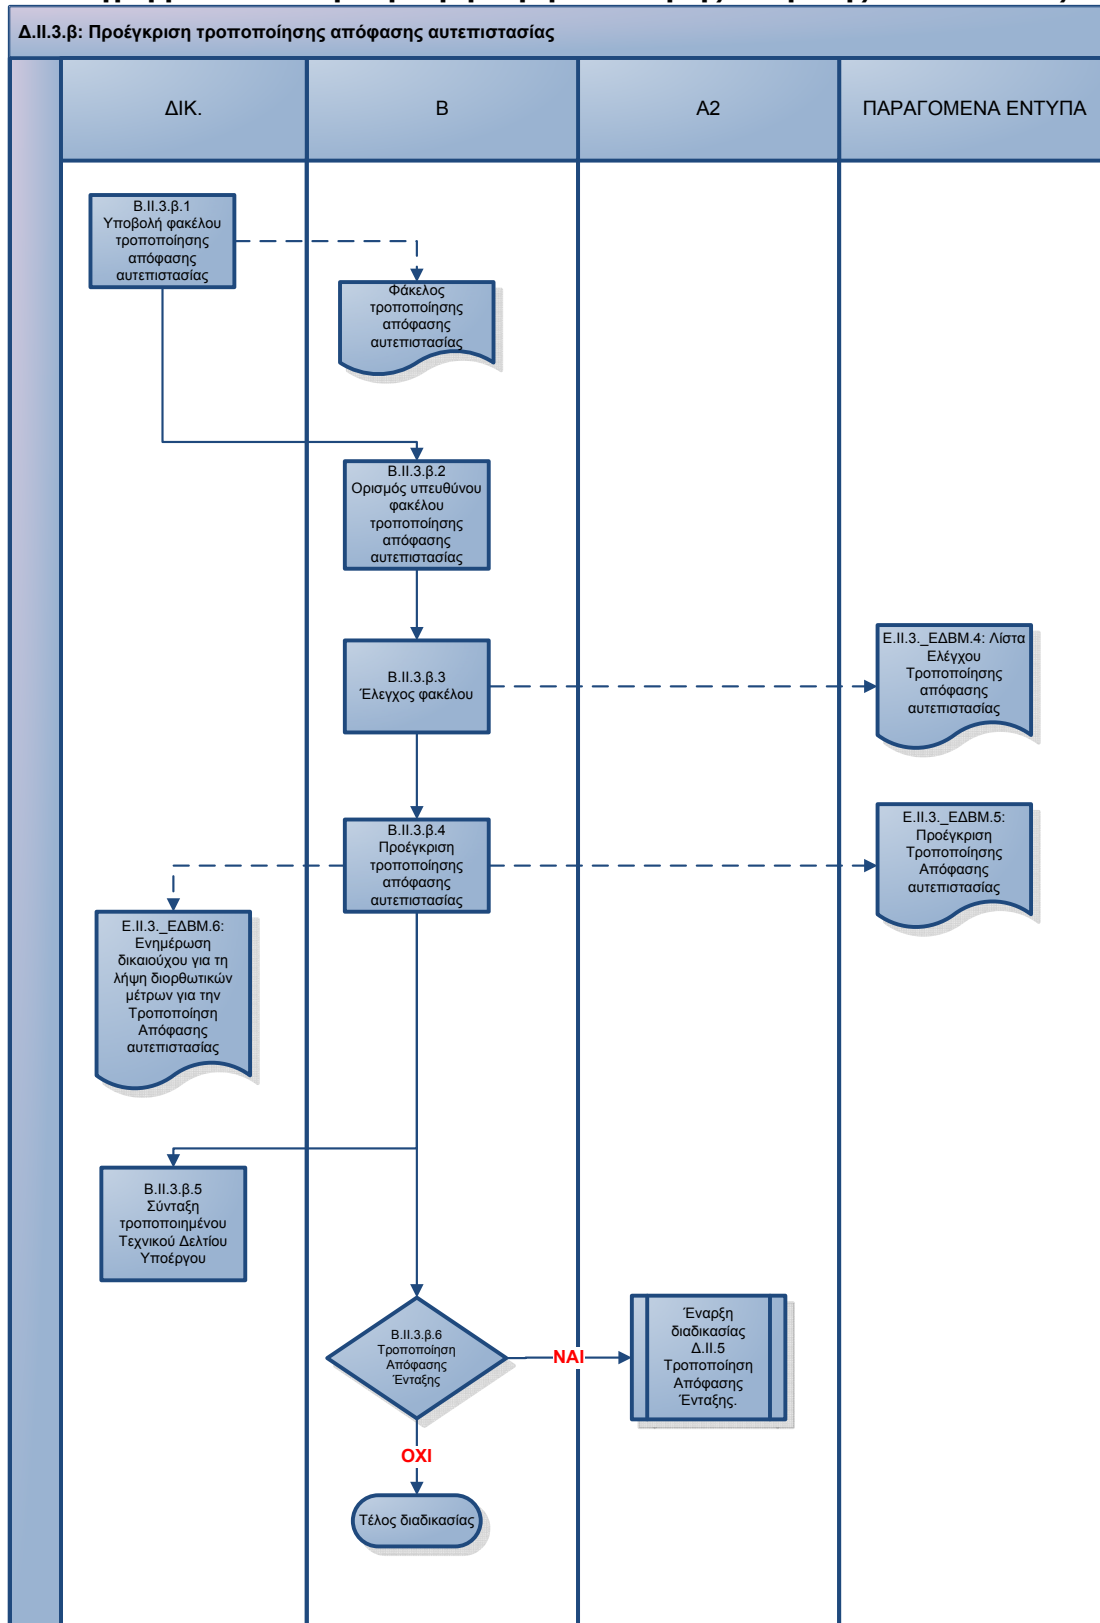 Δ.ΙΙ.3.β: Προέγκριση τροποποίησης απόφασης αυτεπιστασίας
ΔΙΚ.
Β
Α2
ΠΑΡΑΓΟΜΕΝΑ ΕΝΤΥΠΑ
Β.ΙΙ.3.β.1
Υποβολή φακέλου
τροποποίησης
απόφασης
αυτεπιστασίας
Φάκελος
τροποποίησης
απόφασης
αυτεπιστασίας
Β.ΙΙ.3.β.2
Ορισμός υπευθύνου
φακέλου
τροποποίησης
απόφασης
αυτεπιστασίας
Β.ΙΙ.3.β.3
Έλεγχος φακέλου
Ε.ΙΙ.3._ΕΔΒΜ.4: Λίστα
Ελέγχου
Τροποποίησης
απόφασης
αυτεπιστασίας
Β.ΙΙ.3.β.4
Προέγκριση
τροποποίησης
απόφασης
αυτεπιστασίας
Ε.ΙΙ.3._ΕΔΒΜ.5:
Προέγκριση
Τροποποίησης
Απόφασης
αυτεπιστασίας
Ε.ΙΙ.3._ΕΔΒΜ.6:
Ενημέρωση
δικαιούχου για τη
λήψη διορθωτικών
μέτρων για την
Τροποποίηση
Απόφασης
αυτεπιστασίας
Β.ΙΙ.3.β.5
Σύνταξη
τροποποιημένου
Τεχνικού Δελτίου
Υποέργου
Β.ΙΙ.3.β.6
Τροποποίηση
Απόφασης
Ένταξης
ΝΑΙ
Έναρξη
διαδικασίας
Δ.ΙΙ.5
Τροποποίηση
Απόφασης
Ένταξης.
ΟΧΙ
Τέλος διαδικασίας